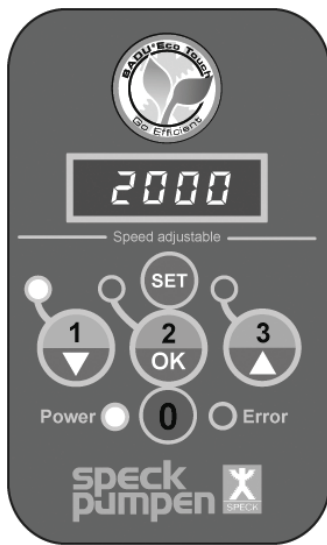 BADU®Eco Touch
Go Efficient
2000
Speed adjustable
SET
1 2 3
OK
Power 0 Error
speck
pumpen
SPECK